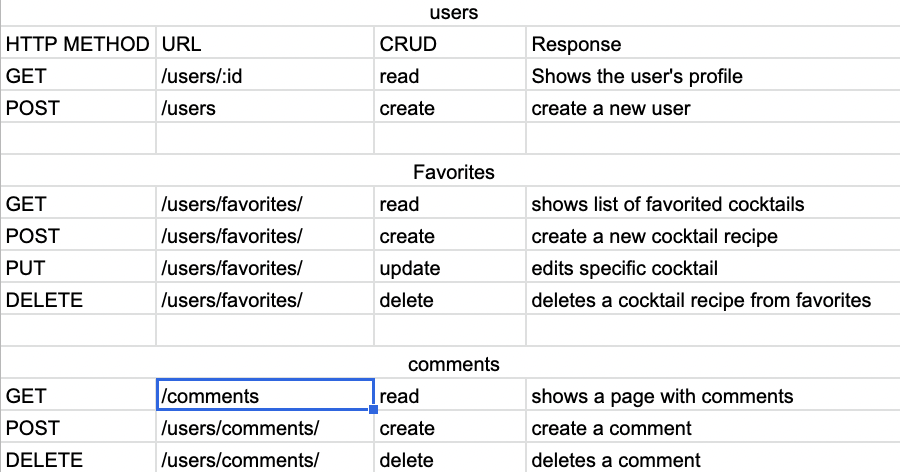 users
HTTP METHOD URL CRUD Response
GET /users/:id read Shows the user's profile
POST /users create create a new user
Favorites
GET /users/favorites/ read shows list of favorited cocktails
POST /users/favorites/ create create a new cocktail recipe
PUT /users/favorites/ update edits specific cocktail
DELETE /users/favorites/ delete deletes a cocktail recipe from favorites
comments
GET /comments read shows a page with comments
POST /users/comments/ create create a comment
DELETE /users/comments/ delete deletes a comment